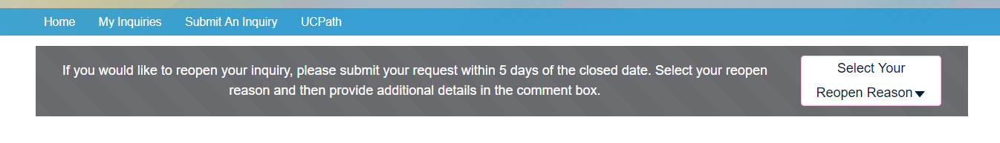 Home My Inquiries Submit An Inquiry UCPath
If you would like to reopen your inquiry, please submit your request within 5 days of the closed date. Select your reopen
reason and then provide additional details in the comment box.
Select Your
Reopen Reason